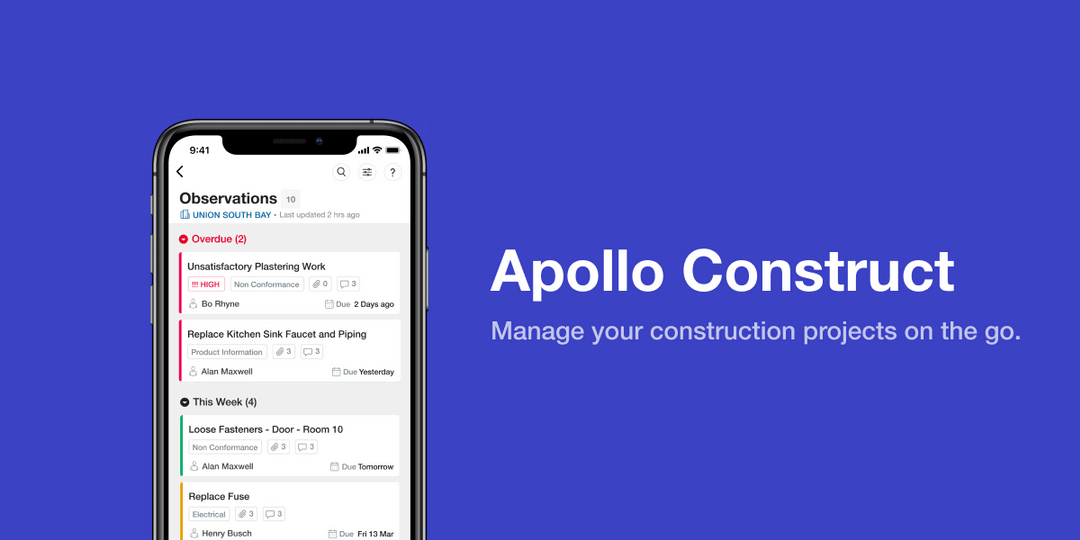 9:41
?
Observations 10
UNION SOUTH BAY • Last updated 2 hrs ago
Overdue (2)
Unsatisfactory Plastering Work
!!! HIGH Non Conformance 0 3
Bo Rhyne Due 2 Days ago
Replace Kitchen Sink Faucet and Piping
Product Information 3 3
Alan Maxwell Due Yesterday
This Week (4)
Loose Fasteners - Door - Room 10
Non Conformance 3 3
Alan Maxwell Due Tomorrow
Replace Fuse
Electrical 3 3
Henry Busch Due Fri 13 Mar
Apollo Construct
Manage your construction projects on the go.